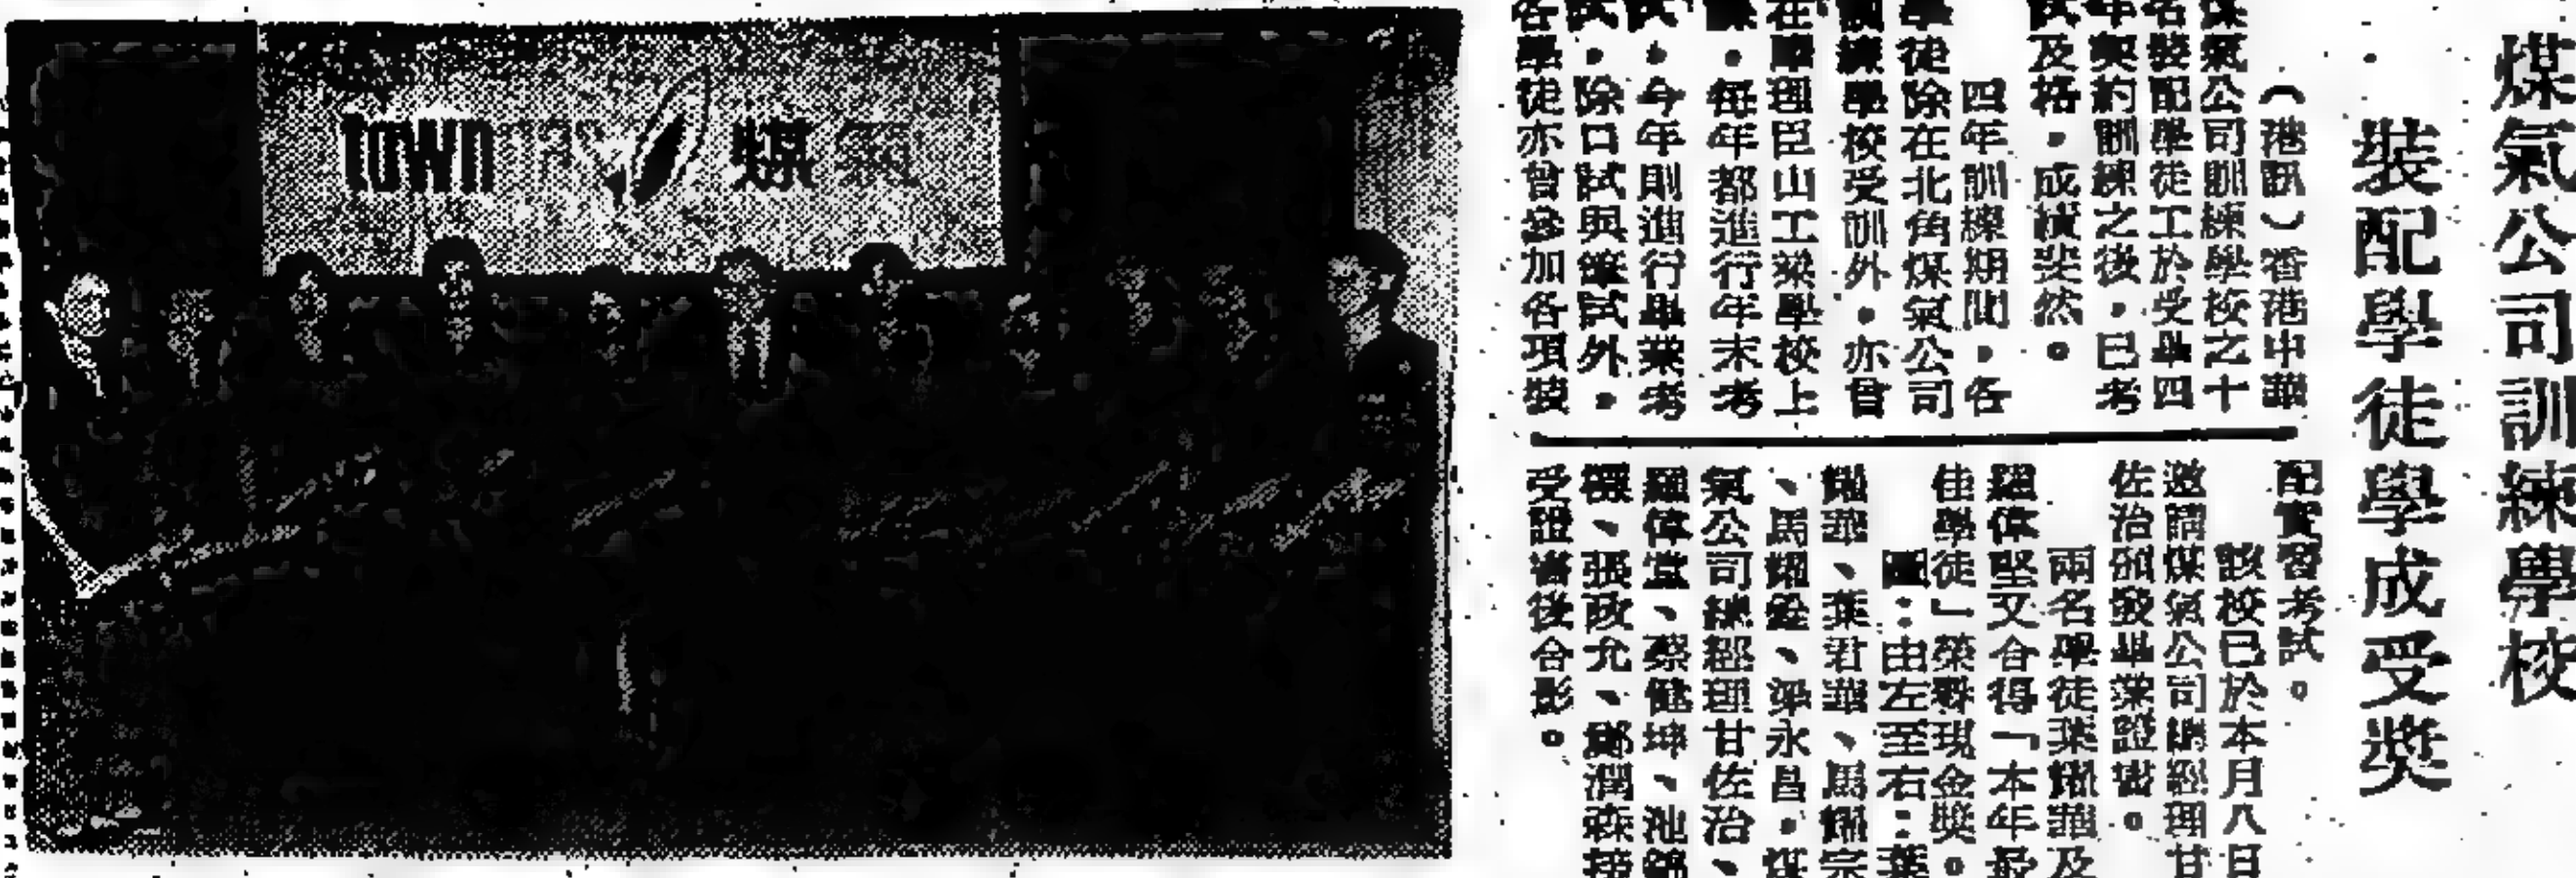 煤氣公司訓練學校
裝配學徒學成受獎
(港訊)香港中華
煤氣公司訓練學校之十
名裝配學徒工於受畢四
年契約訓練之後,已考
試及格,成績斐然。
四年訓練期間,各
學徒除在北角煤氣公司
訓練學校受訓外,亦曾
在摩理臣山工業學校上
課,每年都進行年末考
試,今年則進行畢業考
試,除口試與筆試外,
各學徒亦曾參加各項裝
配實習考試。
該校已於本月八日
邀請煤氣公司總經理甘
佐治頒發畢業證書。
兩名學徒葉耀華及
羅偉堅又合得「本年最
佳學徒」榮譽現金獎。
圖:由左至右:葉
耀華、葉君華、馬耀宗
、馬、梁永昌,煤
氣公司總經理甘佐治、
羅偉堂、蔡健坤、池錦
、張政允、鄭潤森接
受證書後合影。
towngas 煤氣